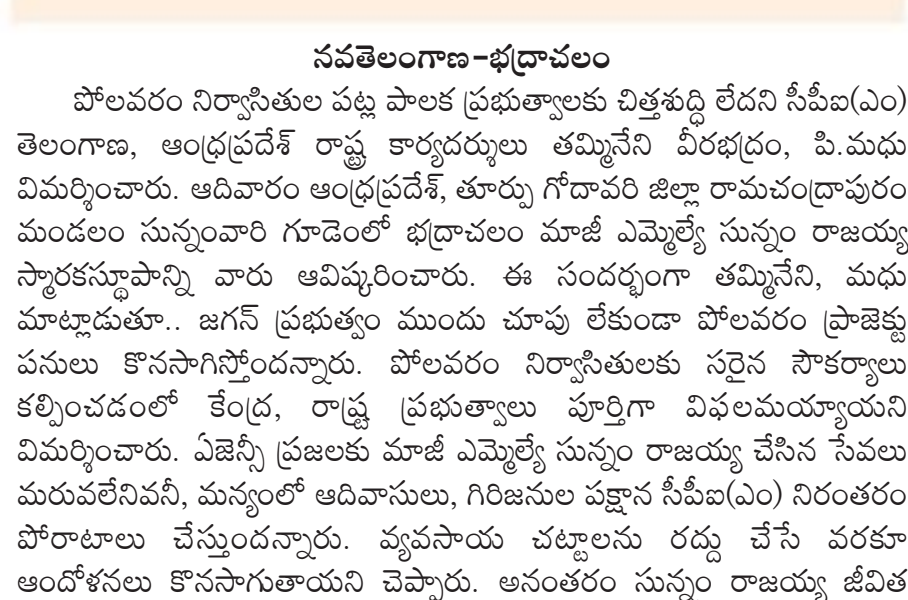 నవతెలంగాణ-భద్రాచలం
పోలవరం నిర్వాసితుల పట్ల పాలక ప్రభుత్వాలకు చిత్తశుద్ధి లేదని సీపీఐ(ఎం)
తెలంగాణ, ఆంధ్రప్రదేశ్ రాష్ట్ర కార్యదర్శులు తమ్మినేని వీరభద్రం, పి.మధు
విమర్శించారు. ఆదివారం ఆంధ్రప్రదేశ్, తూర్పు గోదావరి జిల్లా రామచంద్రాపురం
మండలం సున్నంవారి గూడెంలో భద్రాచలం మాజీ ఎమ్మెల్యే సున్నం రాజయ్య
స్మారకస్థూపాన్ని వారు ఆవిష్కరించారు. ఈ సందర్భంగా తమ్మినేని, మధు
మాట్లాడుతూ.. జగన్ ప్రభుత్వం ముందు చూపు లేకుండా పోలవరం ప్రాజెక్టు
పనులు కొనసాగిస్తోందన్నారు. పోలవరం నిర్వాసితులకు సరైన సౌకర్యాలు
కల్పించడంలో కేంద్ర, రాష్ట్ర ప్రభుత్వాలు పూర్తిగా విఫలమయ్యాయని
విమర్శించారు. ఏజెన్సీ ప్రజలకు మాజీ ఎమ్మెల్యే సున్నం రాజయ్య చేసిన సేవలు
మరువలేనివనీ, మన్యంలో ఆదివాసులు, గిరిజనుల పక్షాన సీపీఐ(ఎం) నిరంతరం
పోరాటాలు చేస్తుందన్నారు. వ్యవసాయ చట్టాలను రద్దు చేసే వరకూ
ఆందోళనలు కొనసాగుతాయని చెప్పారు. అనంతరం సున్నం రాజయ్య జీవిత